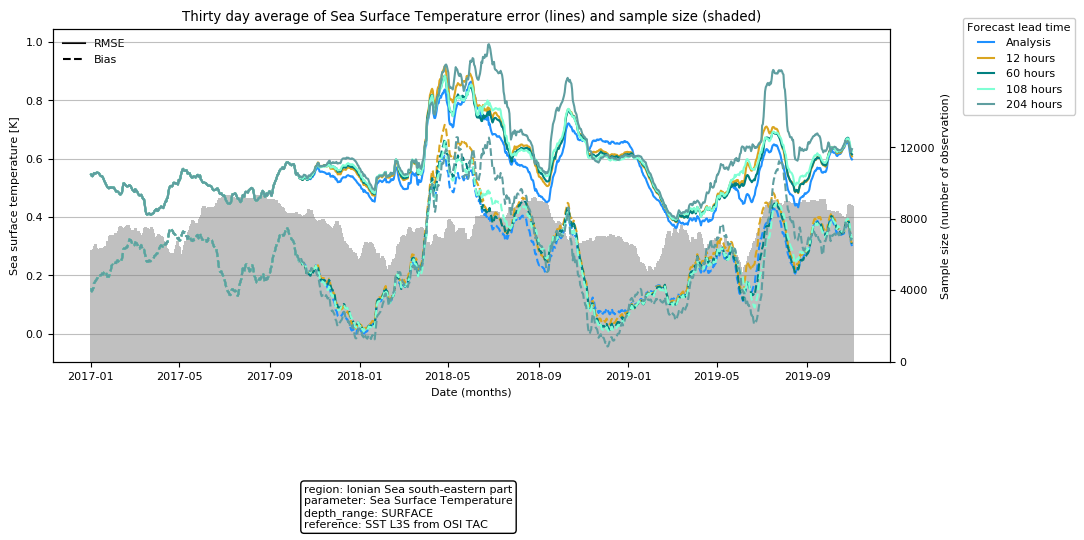 Thirty day average of Sea Surface Temperature error (lines) and sample size (shaded)
Forecast lead time
Analysis
12 hours
60 hours
108 hours
204 hours
RMSE
Bias
1.0
0.8
0.6
0.4
0.2
0.0
Sea surface temperature [K]
12000
8000
4000
0
Sample size (number of observation)
2017-01 2017-05 2017-09 2018-01 2018-05 2018-09 2019-01 2019-05 2019-09
Date (months)
region: Ionian Sea south-eastern part
parameter: Sea Surface Temperature
depth_range: SURFACE
reference: SST L3S from OSI TAC